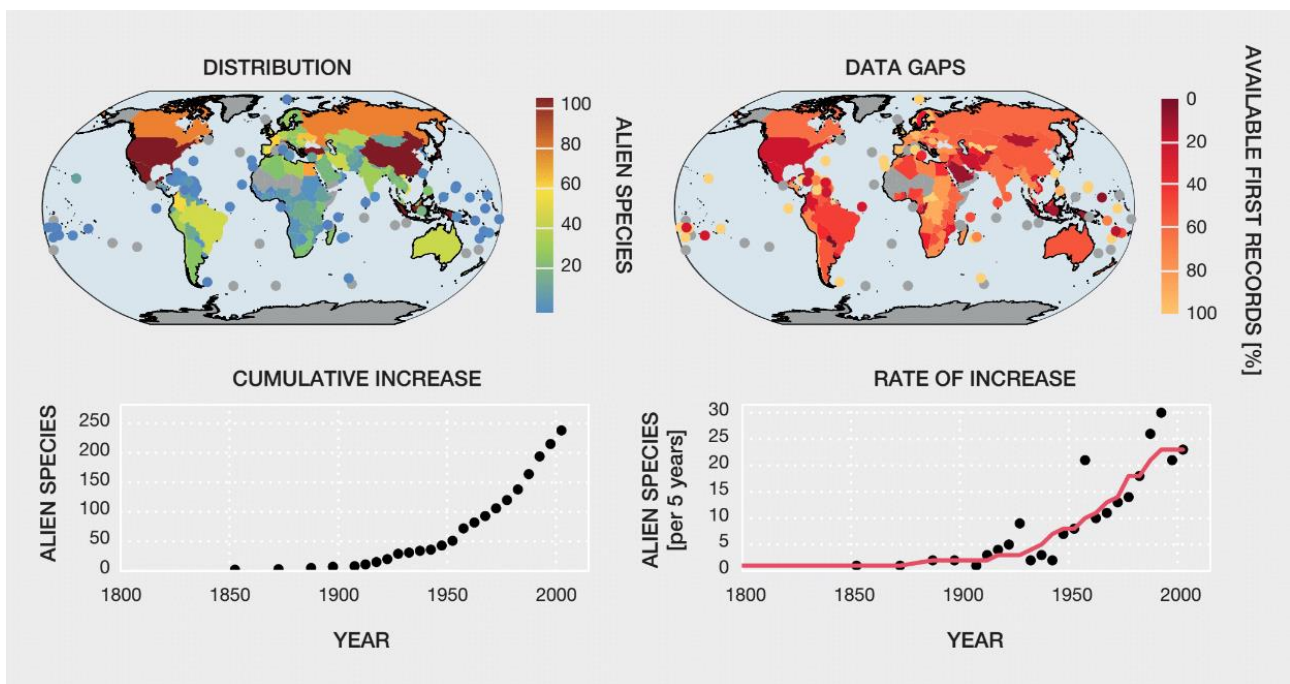 DISTRIBUTION
100
80
60
40
20
ALIEN SPECIES
DATA GAPS
0
20
40
60
80
100
AVAILABLE FIRST RECORDS [%]
CUMULATIVE INCREASE
ALIEN SPECIES
250
200
150
100
50
0
1800 1850 1900 1950 2000
YEAR
RATE OF INCREASE
ALIEN SPECIES
[per 5 years]
30
25
20
15
10
5
0
1800 1850 1900 1950 2000
YEAR